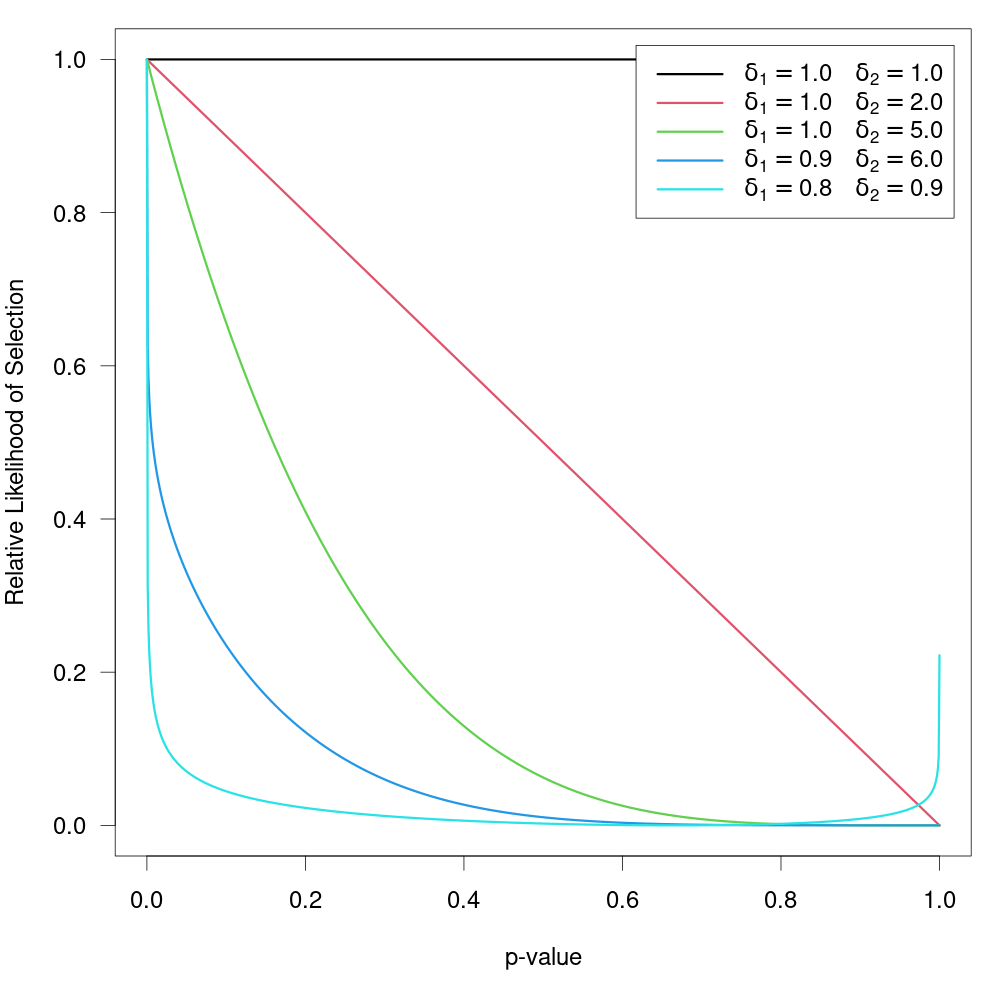 1.0
0.8
0.6
0.4
0.2
0.0
Relative Likelihood of Selection
δ₁ = 1.0 δ₂ = 1.0
δ₁ = 1.0 δ₂ = 2.0
δ₁ = 1.0 δ₂ = 5.0
δ₁ = 0.9 δ₂ = 6.0
δ₁ = 0.8 δ₂ = 0.9
0.0 0.2 0.4 0.6 0.8 1.0
p-value